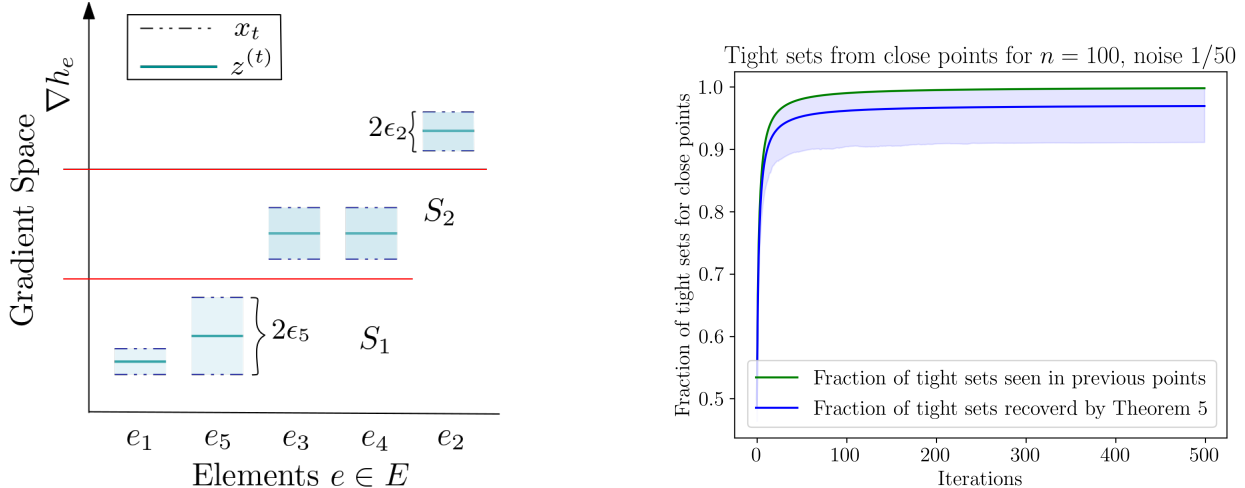 x_t
z^{(t)}
∇h_e
Gradient Space
2ϵ_2
S_2
2ϵ_5
S_1
e_1 e_5 e_3 e_4 e_2
Elements e ∈ E
Tight sets from close points for n = 100, noise 1/50
Fraction of tight sets for close points
1.0
0.9
0.8
0.7
0.6
0.5
Fraction of tight sets seen in previous points
Fraction of tight sets recoverd by Theorem 5
0 100 200 300 400 500
Iterations